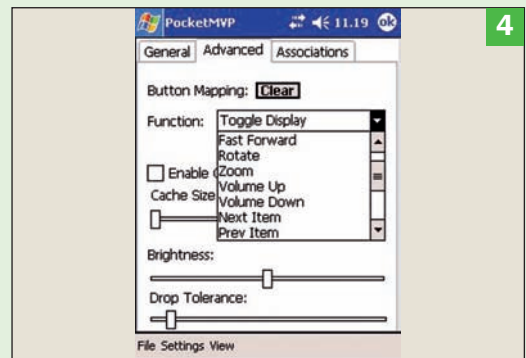 PocketMVP 11.19 ok
4
General Advanced Associations
Button Mapping: Clear
Function: Toggle Display
Fast Forward
Rotate
Enable
Zoom
Volume Up
Cache Size
Volume Down
Next Item
Prev Item
Brightness:
Drop Tolerance:
File Settings View